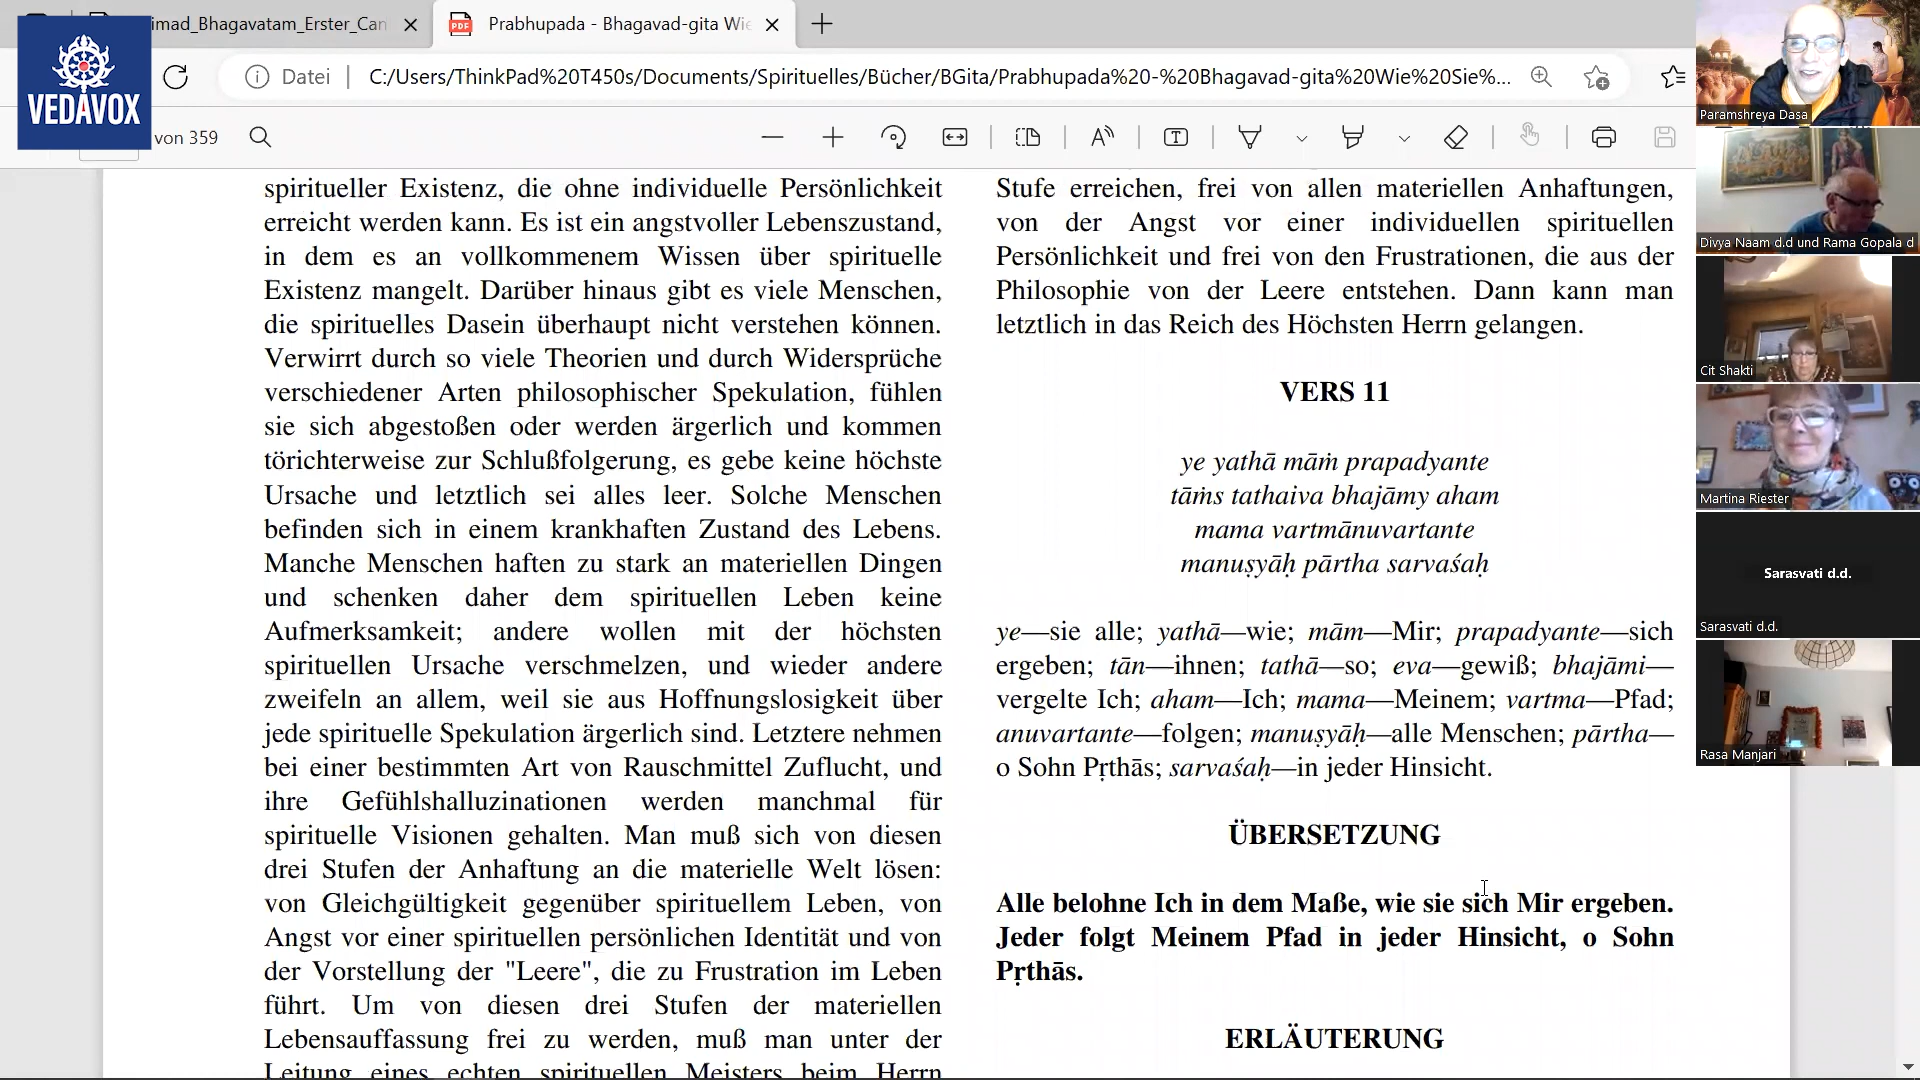 imad_Bhagavatam_Erster_Can
PDF
Prabhupada - Bhagavad-gita Wie
VEDAVOX
Datei
C:/Users/ThinkPad%20T450s/Documents/Spirituelles/Bücher/BGita/Prabhupada%20-%20Bhagavad-gita%20Wie%20Sie%...
von 359
spiritueller Existenz, die ohne individuelle Persönlichkeit
erreicht werden kann. Es ist ein angstvoller Lebenszustand,
in dem es an vollkommenem Wissen über spirituelle
Existenz mangelt. Darüber hinaus gibt es viele Menschen,
die spirituelles Dasein überhaupt nicht verstehen können.
Verwirrt durch so viele Theorien und durch Widersprüche
verschiedener Arten philosophischer Spekulation, fühlen
sie sich abgestoßen oder werden ärgerlich und kommen
törichterweise zur Schlußfolgerung, es gebe keine höchste
Ursache und letztlich sei alles leer. Solche Menschen
befinden sich in einem krankhaften Zustand des Lebens.
Manche Menschen haften zu stark an materiellen Dingen
und schenken daher dem spirituellen Leben keine
Aufmerksamkeit; andere wollen mit der höchsten
spirituellen Ursache verschmelzen, und wieder andere
zweifeln an allem, weil sie aus Hoffnungslosigkeit über
jede spirituelle Spekulation ärgerlich sind. Letztere nehmen
bei einer bestimmten Art von Rauschmittel Zuflucht, und
ihre Gefühlshalluzinationen werden manchmal für
spirituelle Visionen gehalten. Man muß sich von diesen
drei Stufen der Anhaftung an die materielle Welt lösen:
von Gleichgültigkeit gegenüber spirituellem Leben, von
Angst vor einer spirituellen persönlichen Identität und von
der Vorstellung der "Leere", die zu Frustration im Leben
führt. Um von diesen drei Stufen der materiellen
Lebensauffassung frei zu werden, muß man unter der
Leitung eines echten spirituellen Meisters beim Herrn
Stufe erreichen, frei von allen materiellen Anhaftungen,
von der Angst vor einer individuellen spirituellen
Persönlichkeit und frei von den Frustrationen, die aus der
Philosophie von der Leere entstehen. Dann kann man
letztlich in das Reich des Höchsten Herrn gelangen.
VERS 11
ye yathā māṁ prapadyante
tāṁs tathaiva bhajāmy aham
mama vartmānuvartante
manuṣyāḥ pārtha sarvaśaḥ
ye—sie alle; yathā—wie; mām—Mir; prapadyante—sich
ergeben; tān—ihnen; tathā—so; eva—gewiß; bhajāmi—
vergelte Ich; aham—Ich; mama—Meinem; vartma—Pfad;
anuvartante—folgen; manuṣyāḥ—alle Menschen; pārtha—
o Sohn Pṛthās; sarvaśaḥ—in jeder Hinsicht.
ÜBERSETZUNG
Alle belohne Ich in dem Maße, wie sie sich Mir ergeben.
Jeder folgt Meinem Pfad in jeder Hinsicht, o Sohn
Pṛthās.
ERLÄUTERUNG
Paramshreya Dasa
Divya Naam d.d und Rama Gopala d
Cit Shakti
Martina Riester
Sarasvati d.d.
Sarasvati d.d.
Rasa Manjari